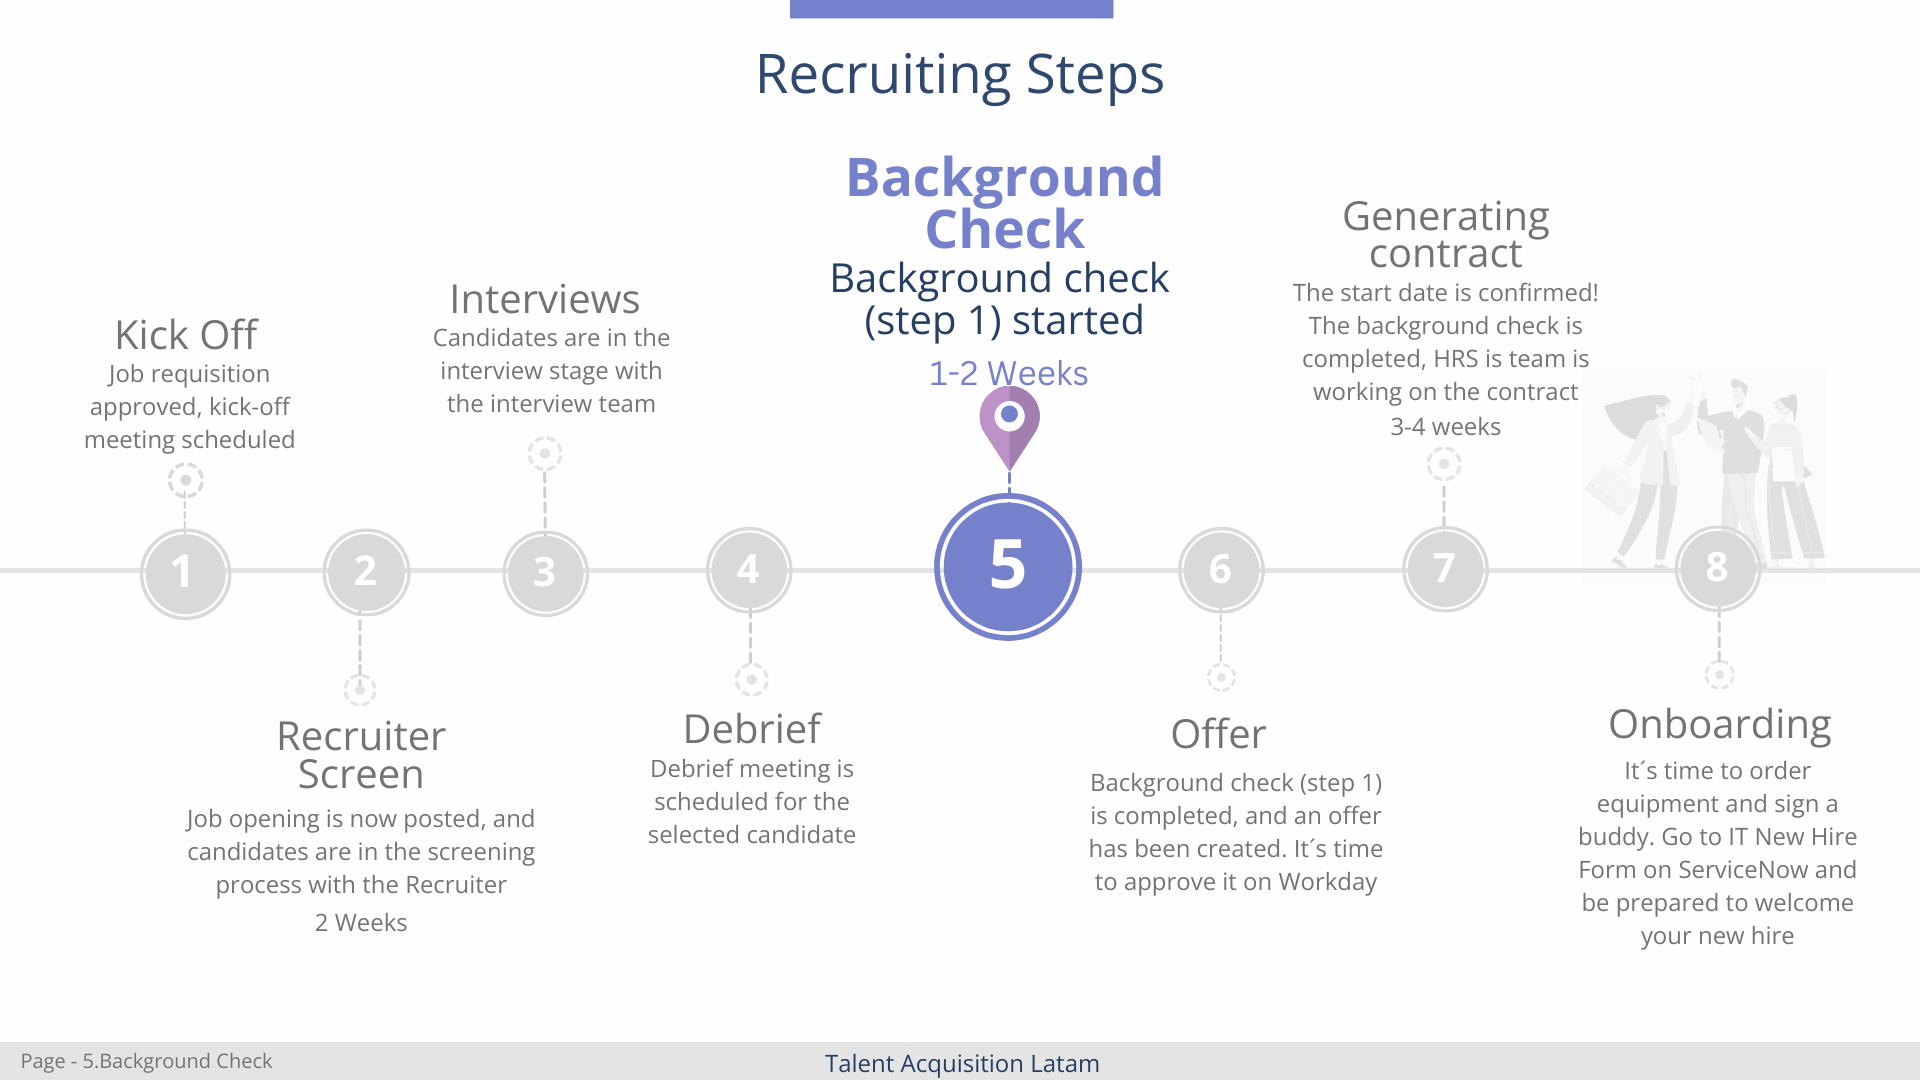 Recruiting Steps
Kick Off
Job requisition
approved, kick-off
meeting scheduled
1
2
Recruiter
Screen
Job opening is now posted, and
candidates are in the screening
process with the Recruiter
2 Weeks
Interviews
Candidates are in the
interview stage with
the interview team
3
4
Debrief
Debrief meeting is
scheduled for the
selected candidate
Background
Check
Background check
(step 1) started
1-2 Weeks
5
6
Offer
Background check (step 1)
is completed, and an offer
has been created. It´s time
to approve it on Workday
Generating
contract
The start date is confirmed!
The background check is
completed, HRS is team is
working on the contract
3-4 weeks
7
8
Onboarding
It´s time to order
equipment and sign a
buddy. Go to IT New Hire
Form on ServiceNow and
be prepared to welcome
your new hire
Page - 5.Background Check
Talent Acquisition Latam